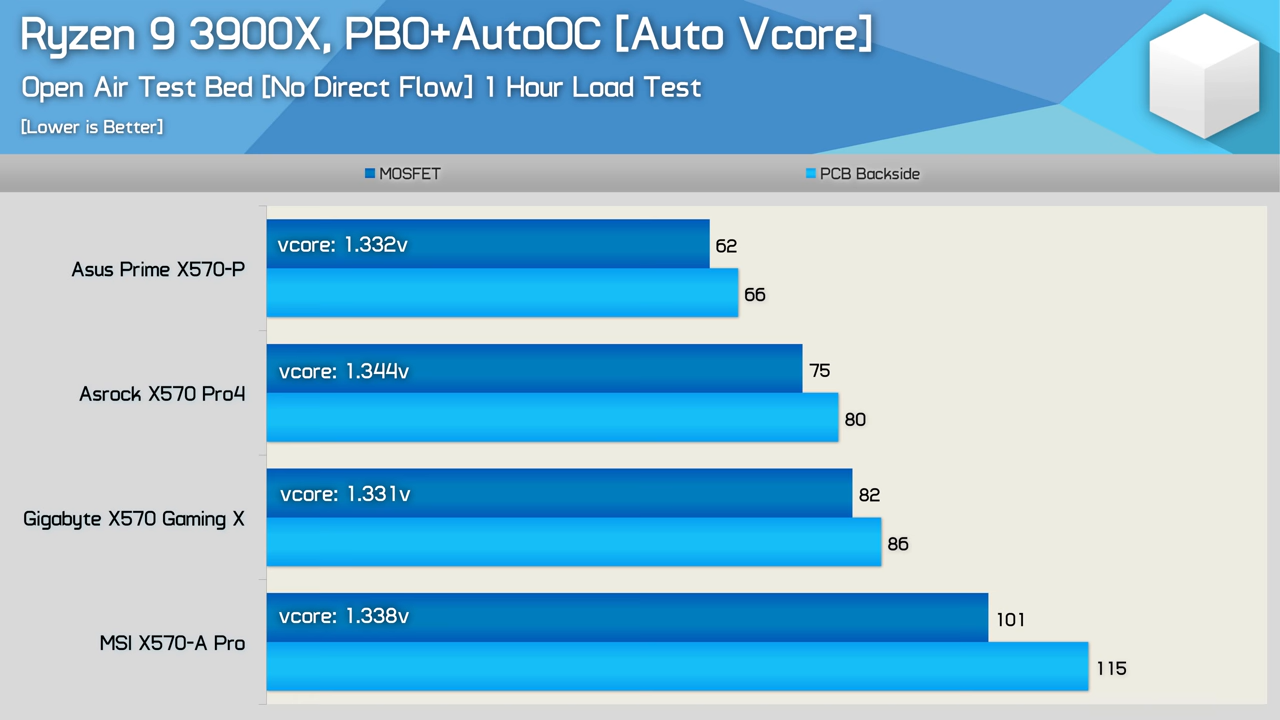 Ryzen 9 3900X, PBO+AutoOC [Auto Vcore]
Open Air Test Bed [No Direct Flow] 1 Hour Load Test
[Lower is Better]
MOSFET
PCB Backside
Asus Prime X570-P
vcore: 1.332v
62
66
Asrock X570 Pro4
vcore: 1.344v
75
80
Gigabyte X570 Gaming X
vcore: 1.331v
82
86
MSI X570-A Pro
vcore: 1.338v
101
115